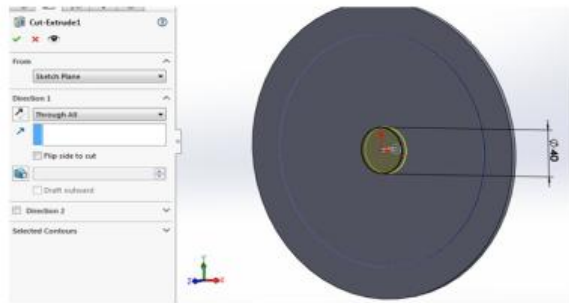 Cut-Extrude1
From
Sketch Plane
Direction 1
Through All
Flip side to cut
Draft outward
Direction 2
Selected Contours
∅ 40
Y
Z
X